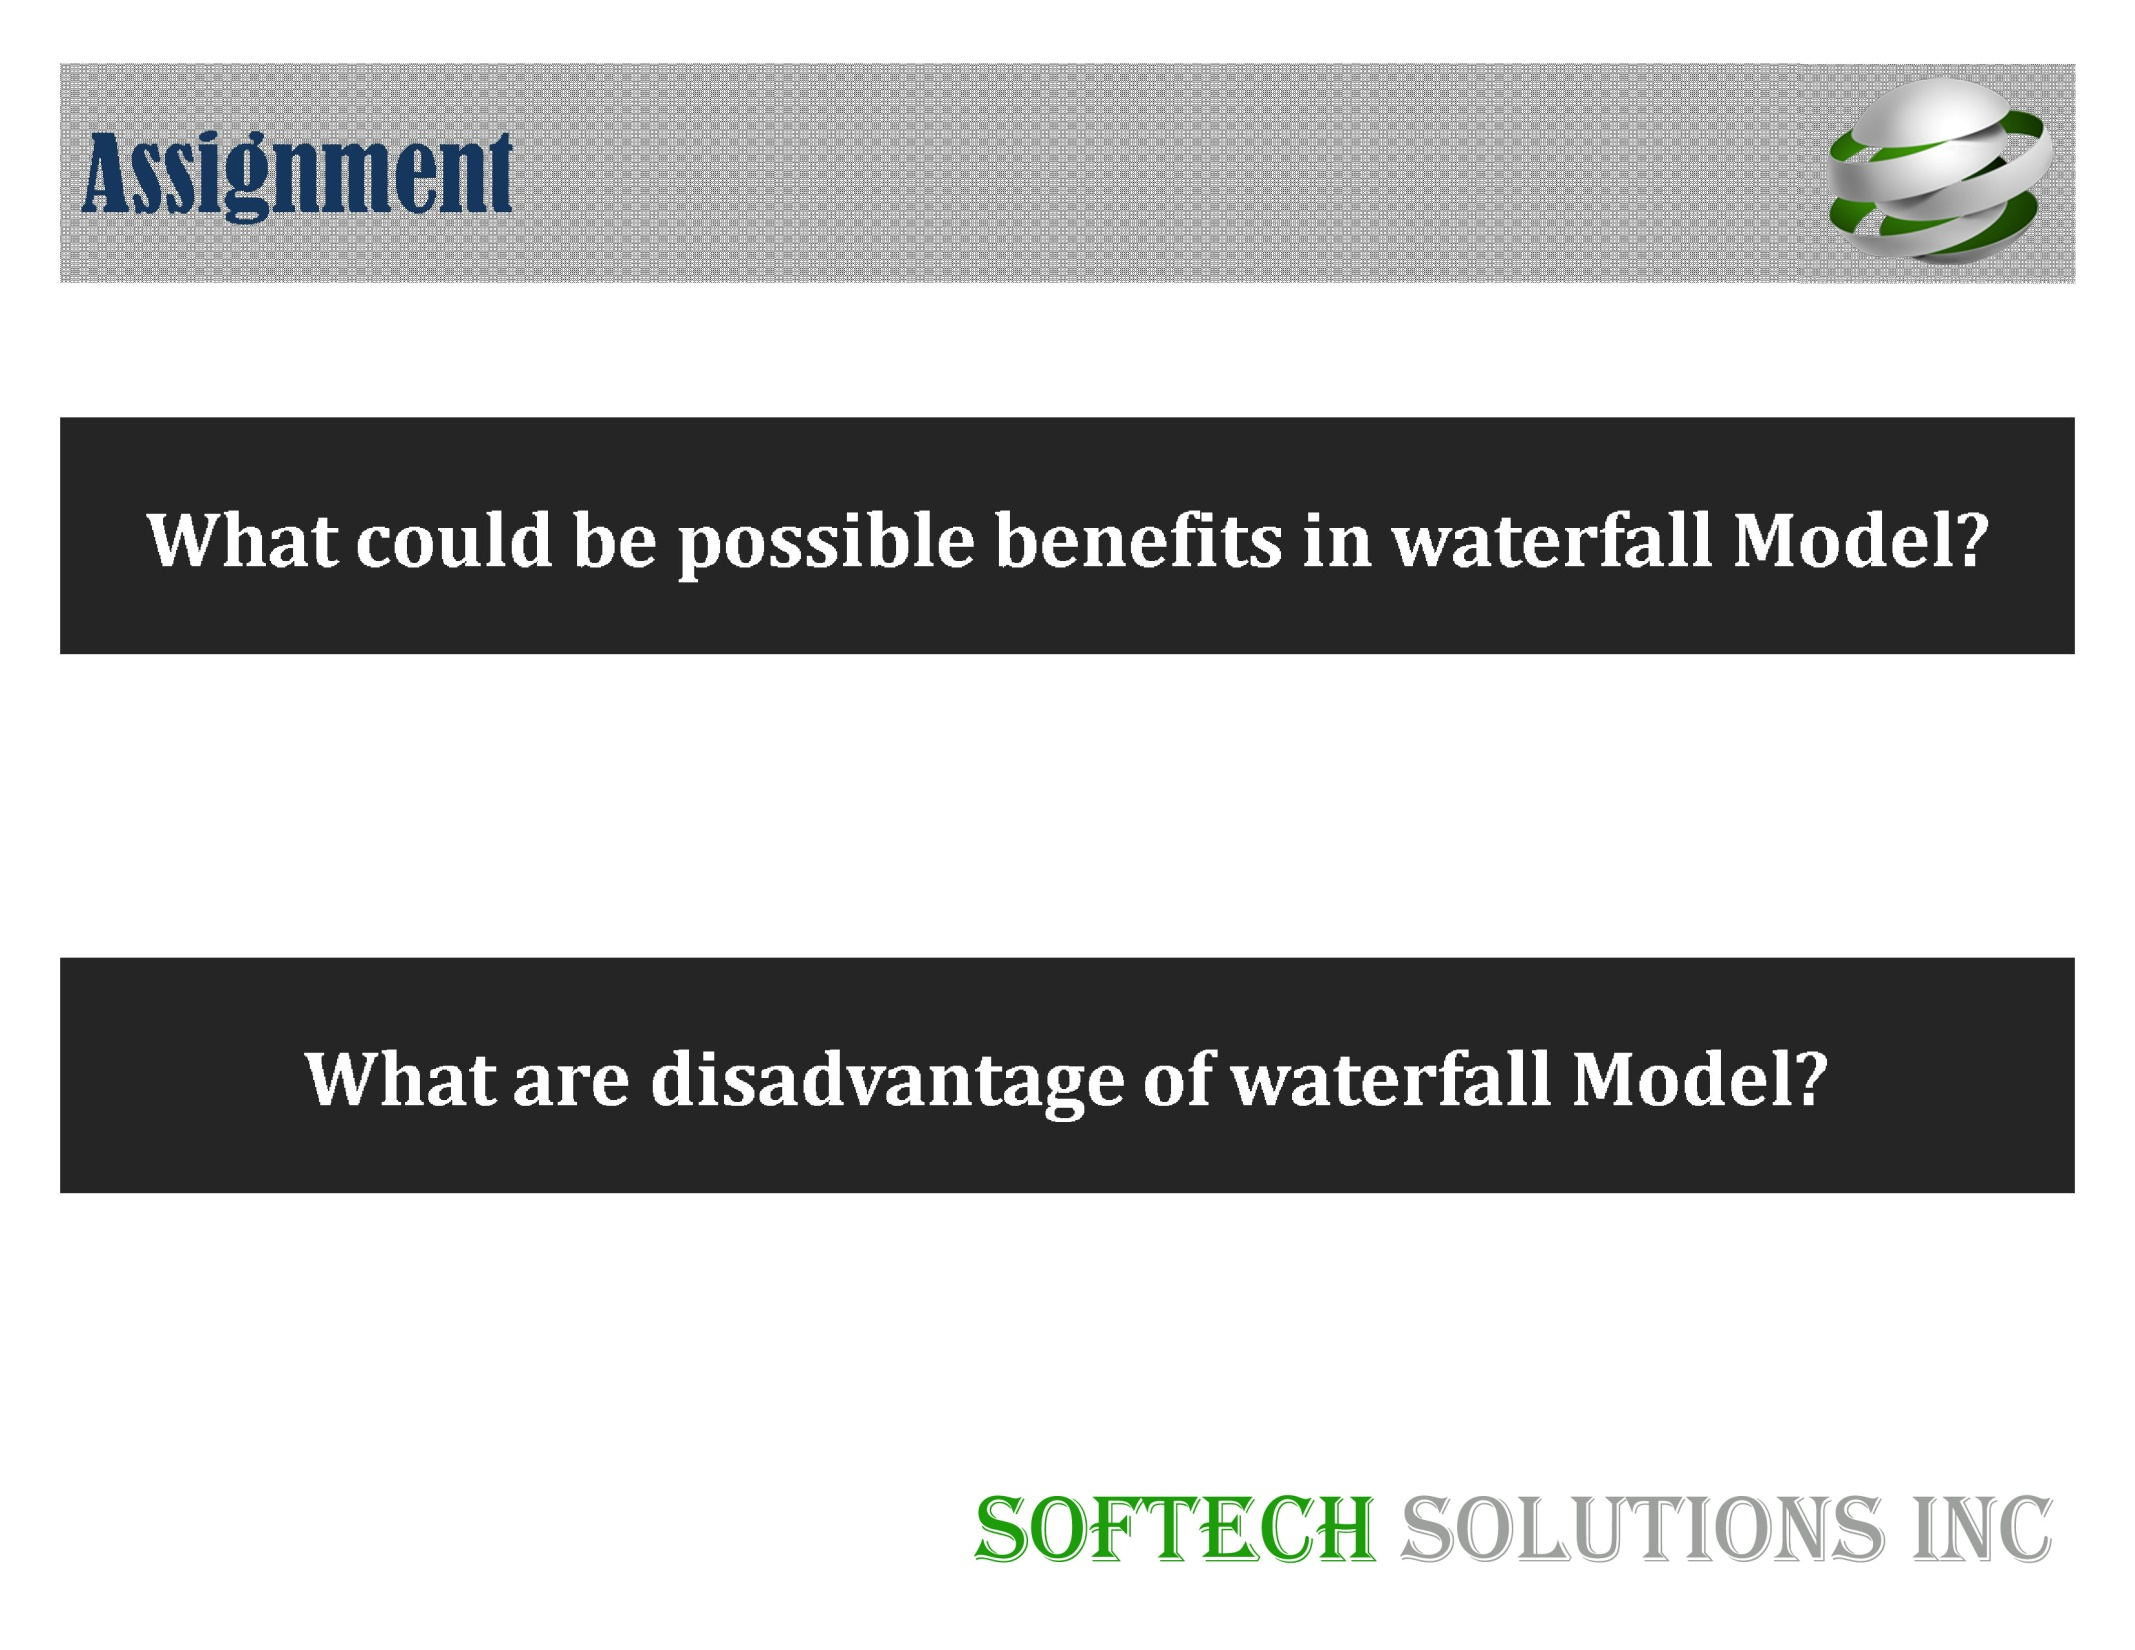 Assignment
What could be possible benefits in waterfall Model?
What are disadvantage of waterfall Model?
SOFTECH SOLUTIONS INC